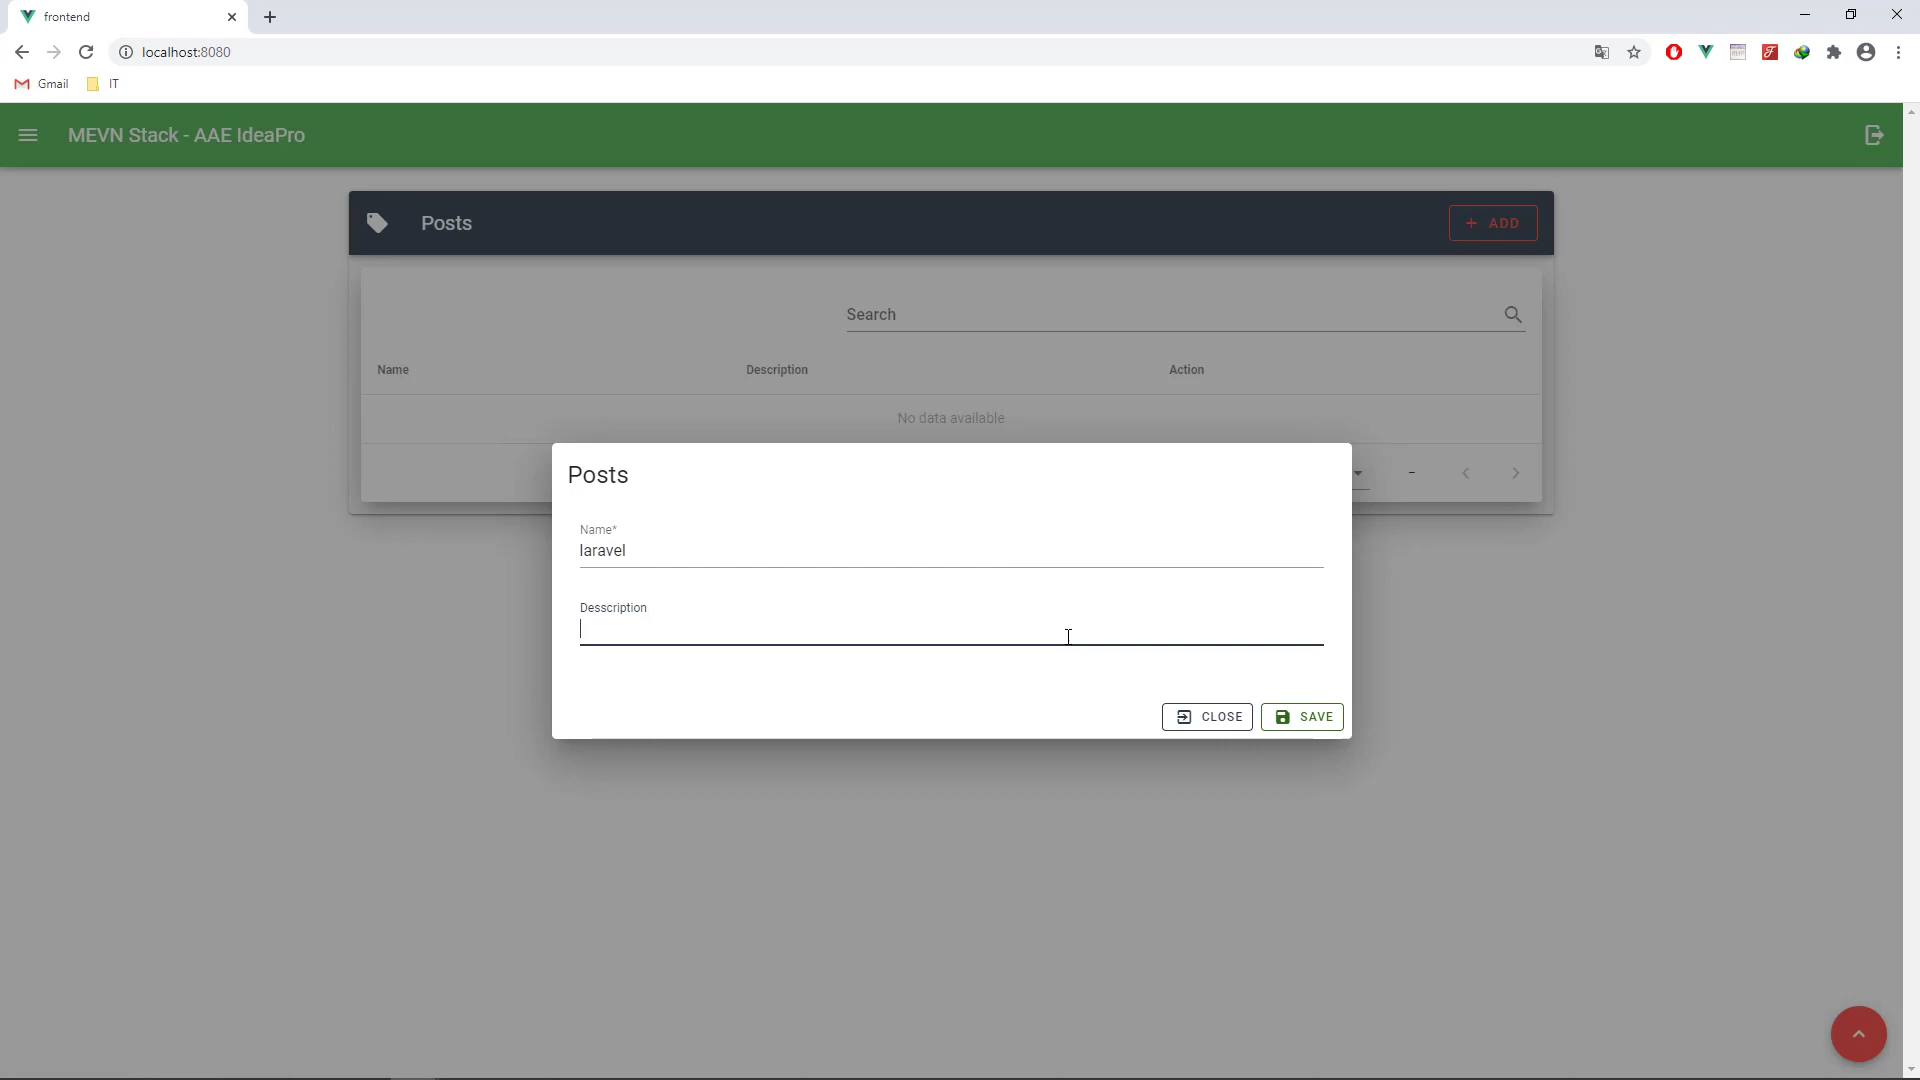 frontend
localhost:8080
Gmail IT
MEVN Stack - AAE IdeaPro
Posts
+ ADD
Search
Name Description Action
No data available
-
Posts
Name*
laravel
Desscription
CLOSE SAVE